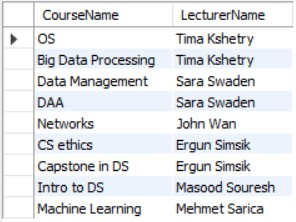 CourseName LecturerName
OS Tima Kshetry
Big Data Processing Tima Kshetry
Data Management Sara Swaden
DAA Sara Swaden
Networks John Wan
CS ethics Ergun Simsik
Capstone in DS Ergun Simsik
Intro to DS Masood Souresh
Machine Learning Mehmet Sarica